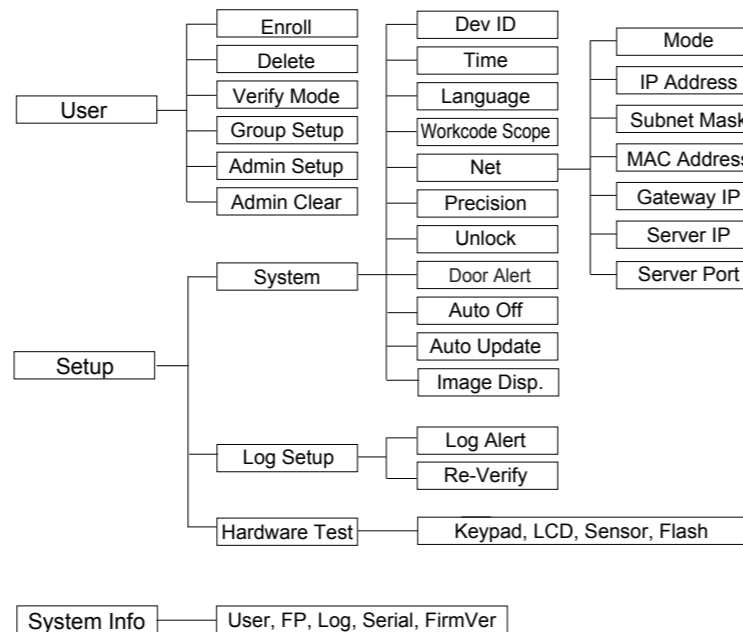 User
Enroll
Delete
Verify Mode
Group Setup
Admin Setup
Admin Clear
Setup
System
Dev ID
Time
Language
Workcode Scope
Net
Precision
Unlock
Door Alert
Auto Off
Auto Update
Image Disp.
Mode
IP Address
Subnet Mask
MAC Address
Gateway IP
Server IP
Server Port
Log Setup
Log Alert
Re-Verify
Hardware Test
Keypad, LCD, Sensor, Flash
System Info
User, FP, Log, Serial, FirmVer